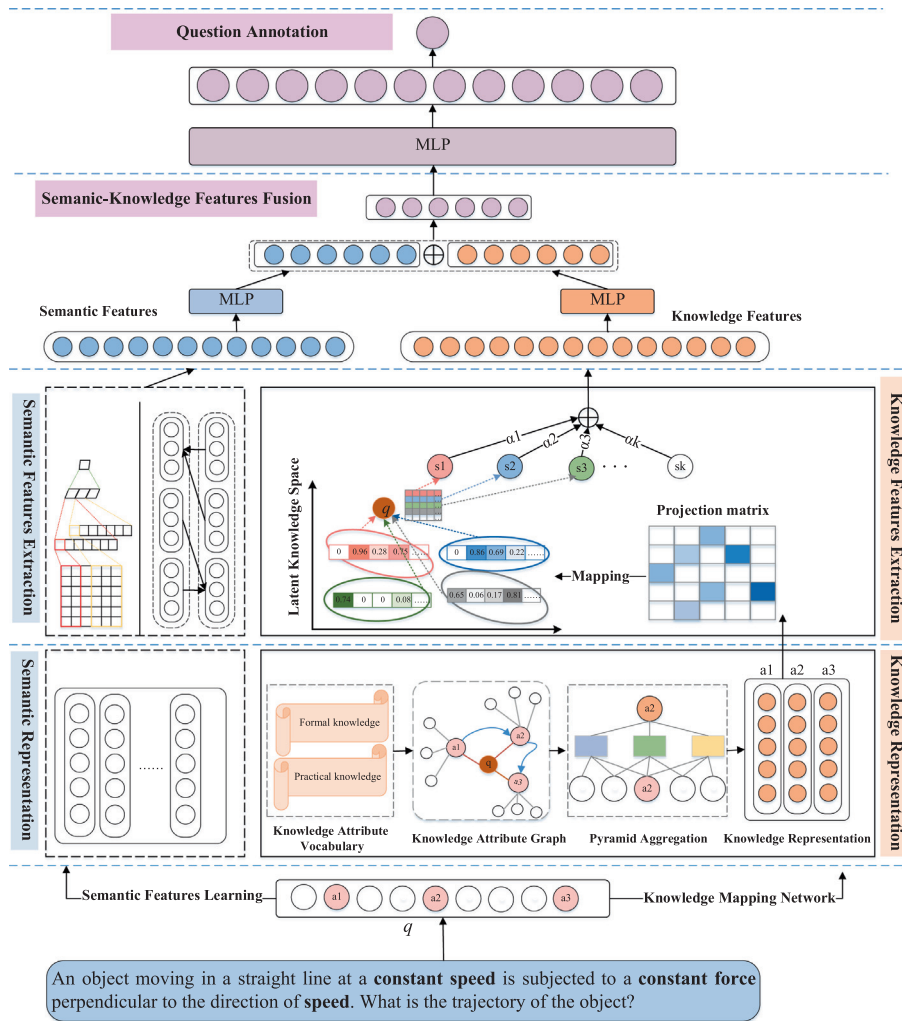 Question Annotation
MLP
Semanic-Knowledge Features Fusion
MLP
MLP
Semantic Features
Knowledge Features
Semantic Features Extraction
Knowledge Features Extraction
α1
α2
α3
αk
s1
s2
s3
. . .
sk
Latent Knowledge Space
q
Projection matrix
0 0.96 0.28 0.75 ......
0 0.86 0.69 0.22 ......
Mapping
0.74 0 0 0.08 ......
0.65 0.06 0.17 0.81 ......
Semantic Representation
Knowledge Representation
a1 a2 a3
......
Formal knowledge
Practical knowledge
a1
a2
q
a3
a2
a2
Knowledge Attribute
Vocabulary
Knowledge Attribute Graph
Pyramid Aggregation
Knowledge Representation
Semantic Features Learning
a1
a2
a3
Knowledge Mapping Network
q
An object moving in a straight line at a constant speed is subjected to a constant force
perpendicular to the direction of speed. What is the trajectory of the object?